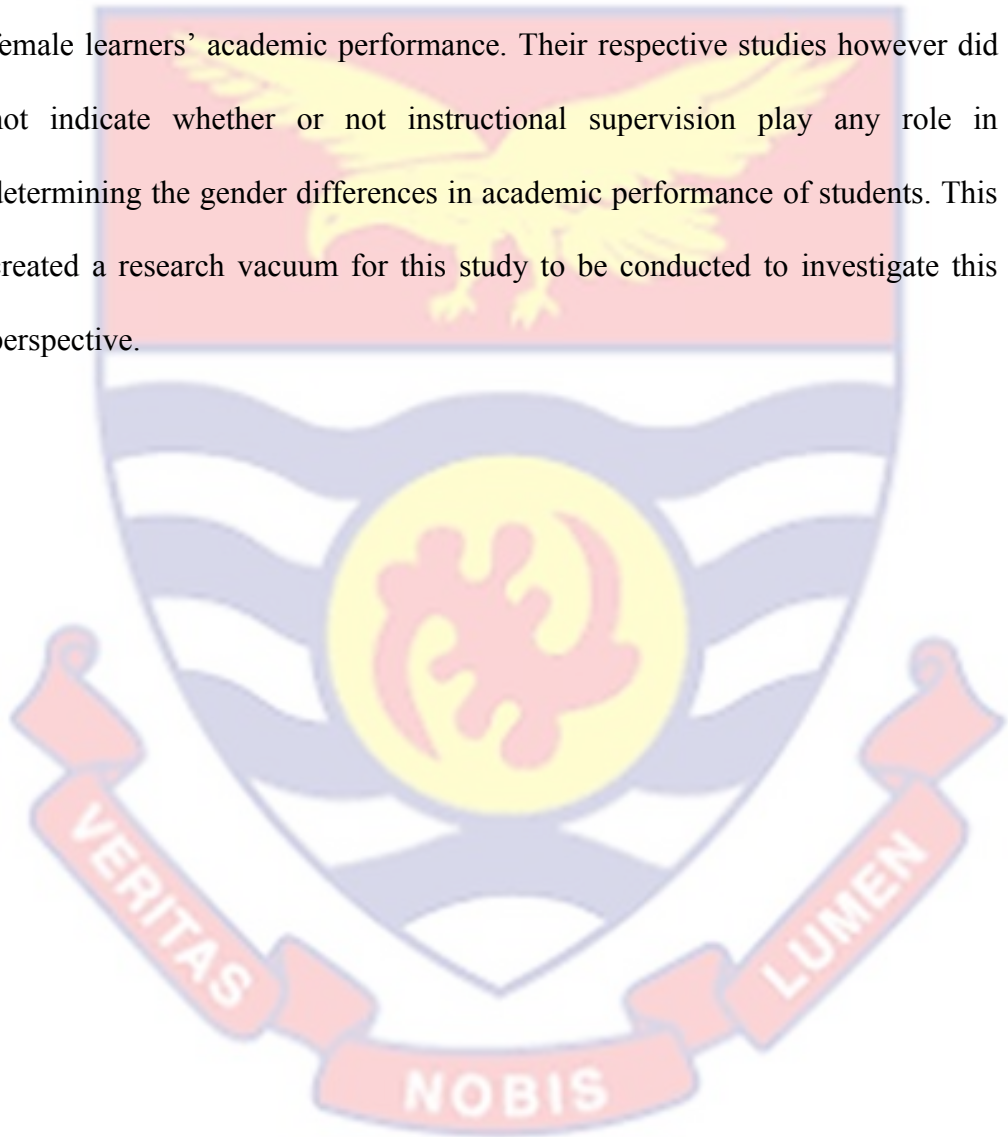 female learners’ academic performance. Their respective studies however did
not indicate whether or not instructional supervision play any role in
determining the gender differences in academic performance of students. This
created a research vacuum for this study to be conducted to investigate this
perspective.
VERITAS
NOBIS
LUMEN